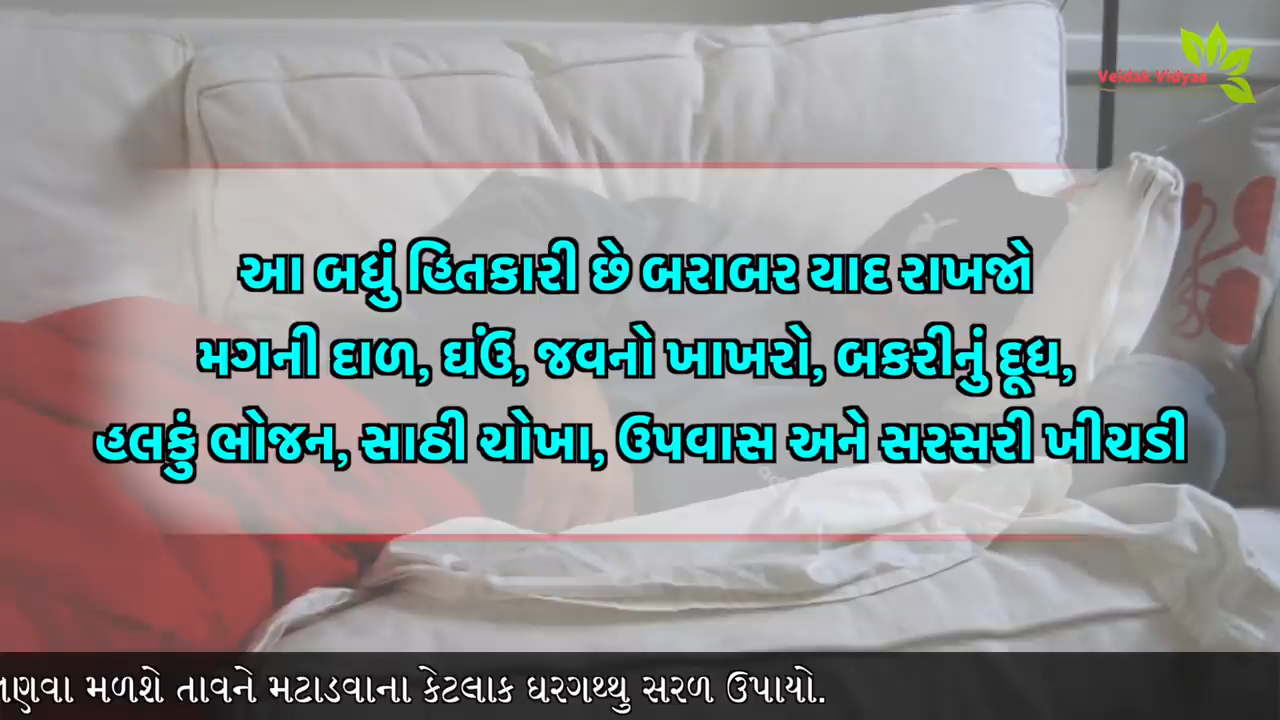 Veidak Vidyaa
આ બધું હિતકારી છે બરાબર યાદ રાખજો
મગની દાળ, ઘઉં, જવનો ખાખરો, બકરીનું દૂધ,
હલકું ભોજન, સાઠી ચોખા, ઉપવાસ અને સરસરી ખીચડી
મળશે તાવને મટાડવાના કેટલાક ઘરગથ્થુ સરળ ઉપાયો.